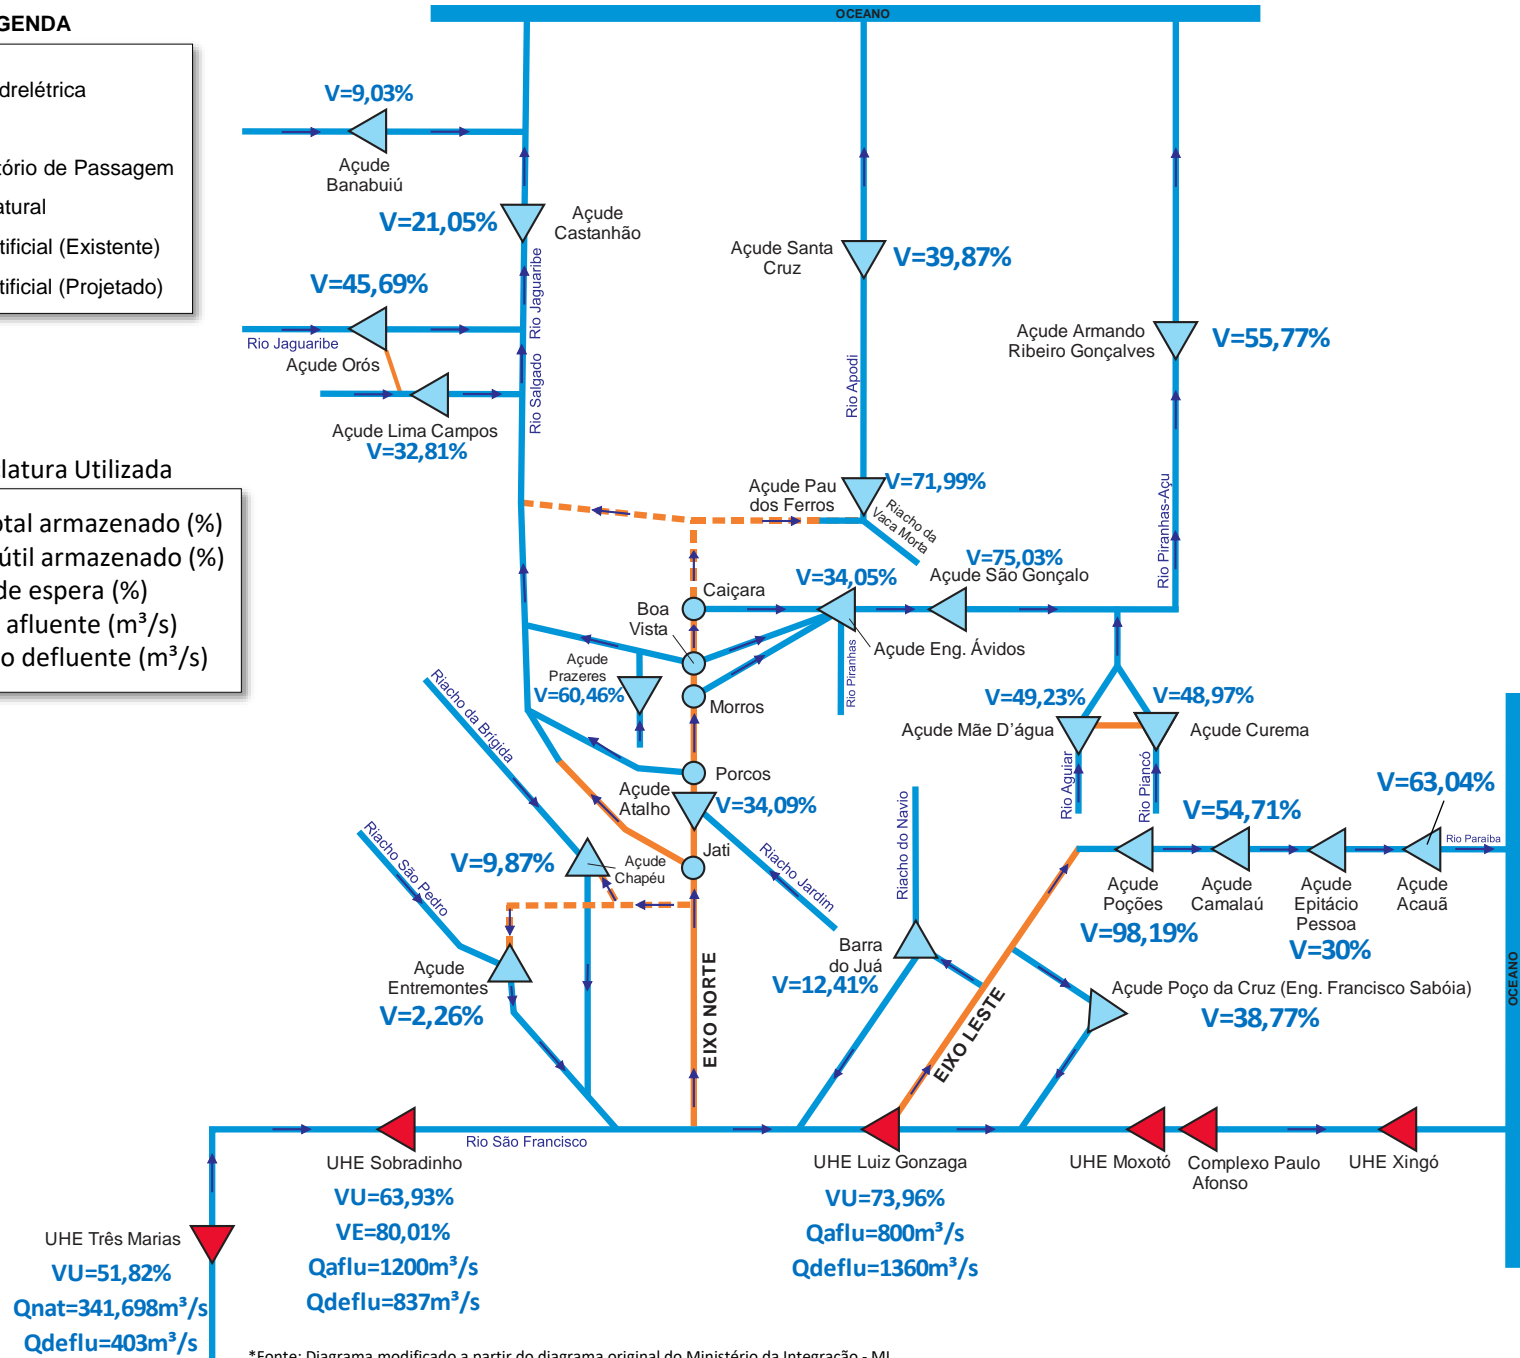 OCEANO
GENDA
drelétrica
tório de Passagem
atural
tificial (Existente)
tificial (Projetado)
V=9,03%
Açude
Banabuiú
V=21,05%
Açude
Castanhão
V=45,69%
Rio Jaguaribe
Açude Orós
Rio Jaguaribe
Rio Salgado
Açude Lima Campos
V=32,81%
Açude Santa
Cruz
V=39,87%
Rio Apodi
Açude Armando
Ribeiro Gonçalves
V=55,77%
Rio Piranhas-Açu
latura Utilizada
otal armazenado (%)
útil armazenado (%)
de espera (%)
afluente (m³/s)
o defluente (m³/s)
Açude Pau
dos Ferros
V=71,99%
Riacho da
Vaca Morta
V=75,03%
Açude São Gonçalo
V=34,05%
Caiçara
Boa
Vista
Açude Eng. Ávidos
Rio Piranhas
Açude
Prazeres
V=60,46%
Morros
Riacho da Brígida
Porcos
Açude
Atalho
V=34,09%
V=49,23%
V=48,97%
Açude Mãe D'água
Açude Curema
Rio Aguiar
Rio Piancó
V=63,04%
V=54,71%
Rio Paraíba
Riacho São Pedro
V=9,87%
Açude
Chapéu
Jati
Riacho Jardim
Riacho do Navio
Açude
Poções
V=98,19%
Açude
Camalaú
Açude
Epitácio
Pessoa
V=30%
Açude
Acauã
Açude
Entremontes
V=2,26%
EIXO NORTE
Barra
do Juá
V=12,41%
EIXO LESTE
Açude Poço da Cruz (Eng. Francisco Sabóia)
V=38,77%
OCEANO
Rio São Francisco
UHE Sobradinho
VU=63,93%
VE=80,01%
Qaflu=1200m³/s
Qdeflu=837m³/s
UHE Luiz Gonzaga
VU=73,96%
Qaflu=800m³/s
Qdeflu=1360m³/s
UHE Moxotó
Complexo Paulo
Afonso
UHE Xingó
UHE Três Marias
VU=51,82%
Qnat=341,698m³/s
Qdeflu=403m³/s
*Fonte: Diagrama modificado a partir do diagrama original do Ministério da Integração - MI